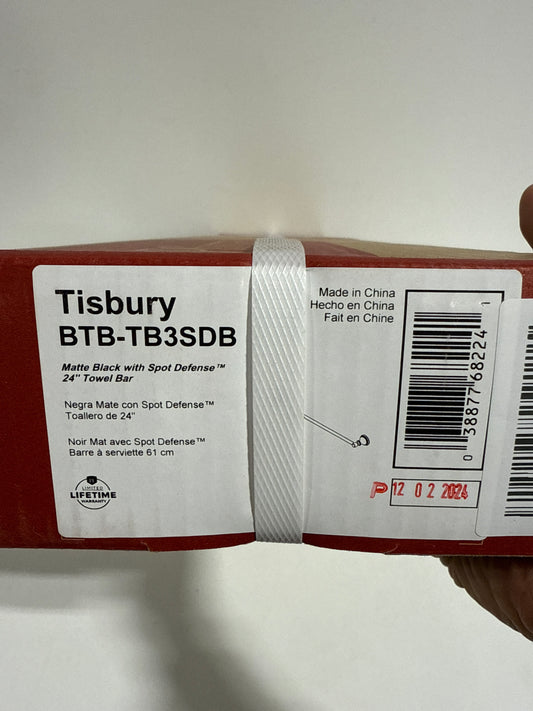 Tisbury
BTB-TB3SDB
Matte Black with Spot Defense™
24" Towel Bar
Negra Mate con Spot Defense™
Toallero de 24"
Noir Mat avec Spot Defense™
Barre à serviette 61 cm
LIMITED
LIFETIME
WARRANTY
Made in China
Hecho en China
Fait en Chine
0 38877 68224 1
P 12 02 2024